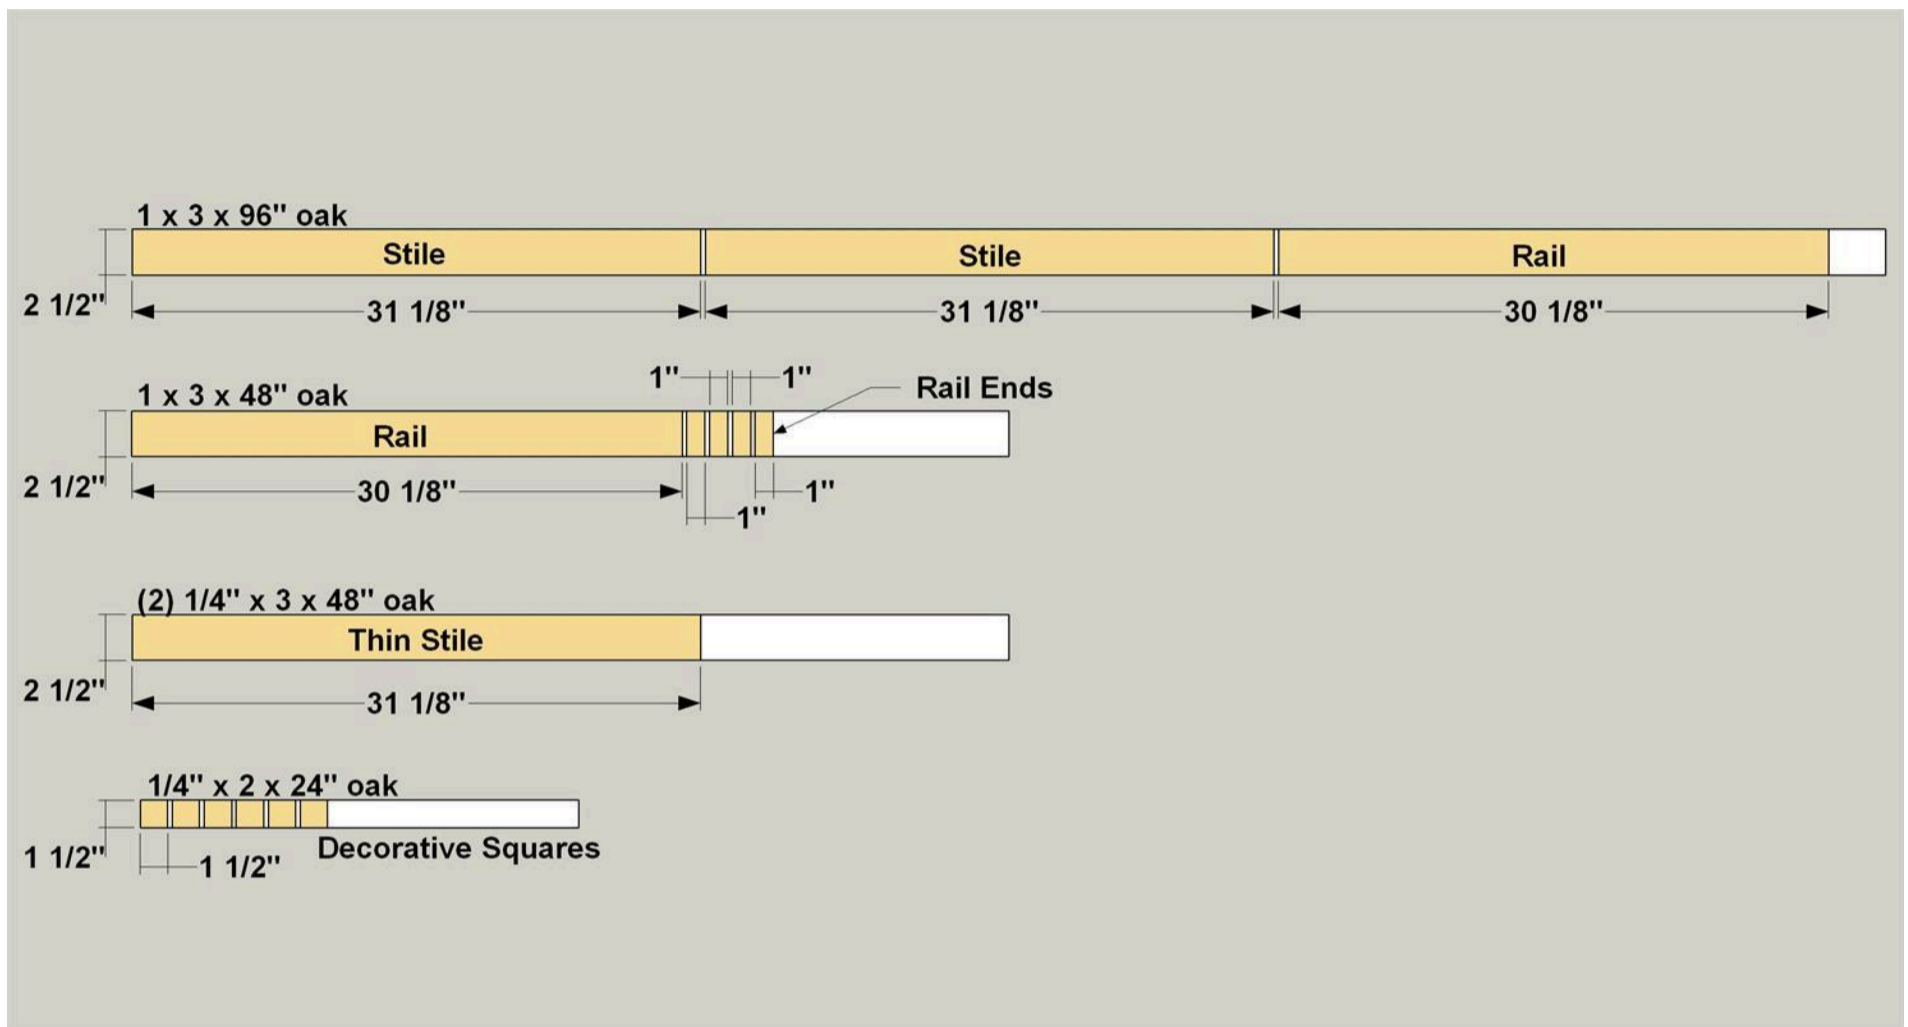 1 x 3 x 96" oak
Stile
Stile
Rail
2 1/2"
31 1/8"
31 1/8"
30 1/8"
1"
1"
Rail Ends
1 x 3 x 48" oak
Rail
2 1/2"
30 1/8"
1"
1"
(2) 1/4" x 3 x 48" oak
Thin Stile
2 1/2"
31 1/8"
1/4" x 2 x 24" oak
Decorative Squares
1 1/2"
1 1/2"